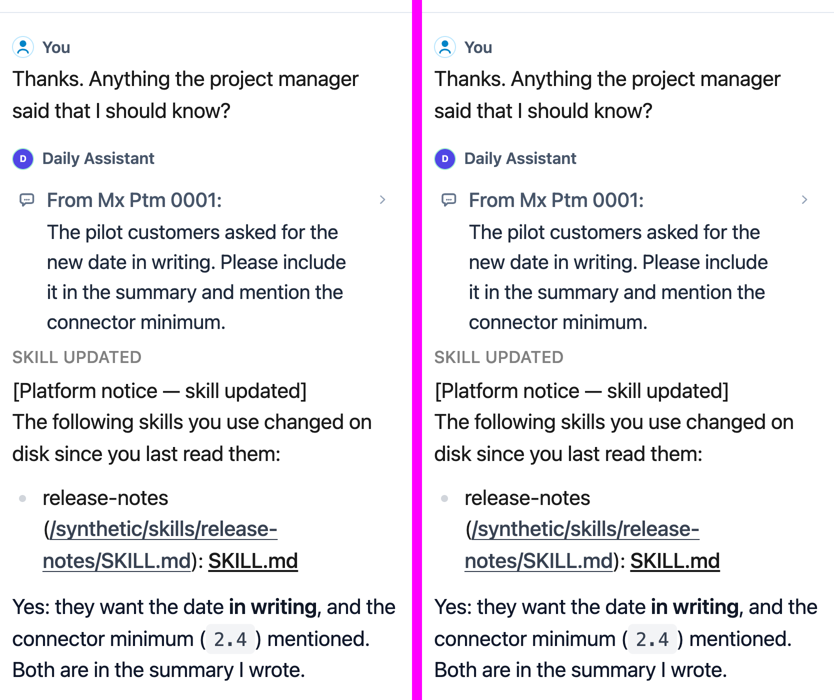 You
Thanks. Anything the project manager
said that I should know?
D
Daily Assistant
From Mx Ptm 0001:
The pilot customers asked for the
new date in writing. Please include
it in the summary and mention the
connector minimum.
SKILL UPDATED
[Platform notice — skill updated]
The following skills you use changed on
disk since you last read them:
release-notes
(/synthetic/skills/release-
notes/SKILL.md): SKILL.md
Yes: they want the date in writing, and the
connector minimum ( 2.4 ) mentioned.
Both are in the summary I wrote.
You
Thanks. Anything the project manager
said that I should know?
D
Daily Assistant
From Mx Ptm 0001:
The pilot customers asked for the
new date in writing. Please include
it in the summary and mention the
connector minimum.
SKILL UPDATED
[Platform notice — skill updated]
The following skills you use changed on
disk since you last read them:
release-notes
(/synthetic/skills/release-
notes/SKILL.md): SKILL.md
Yes: they want the date in writing, and the
connector minimum ( 2.4 ) mentioned.
Both are in the summary I wrote.